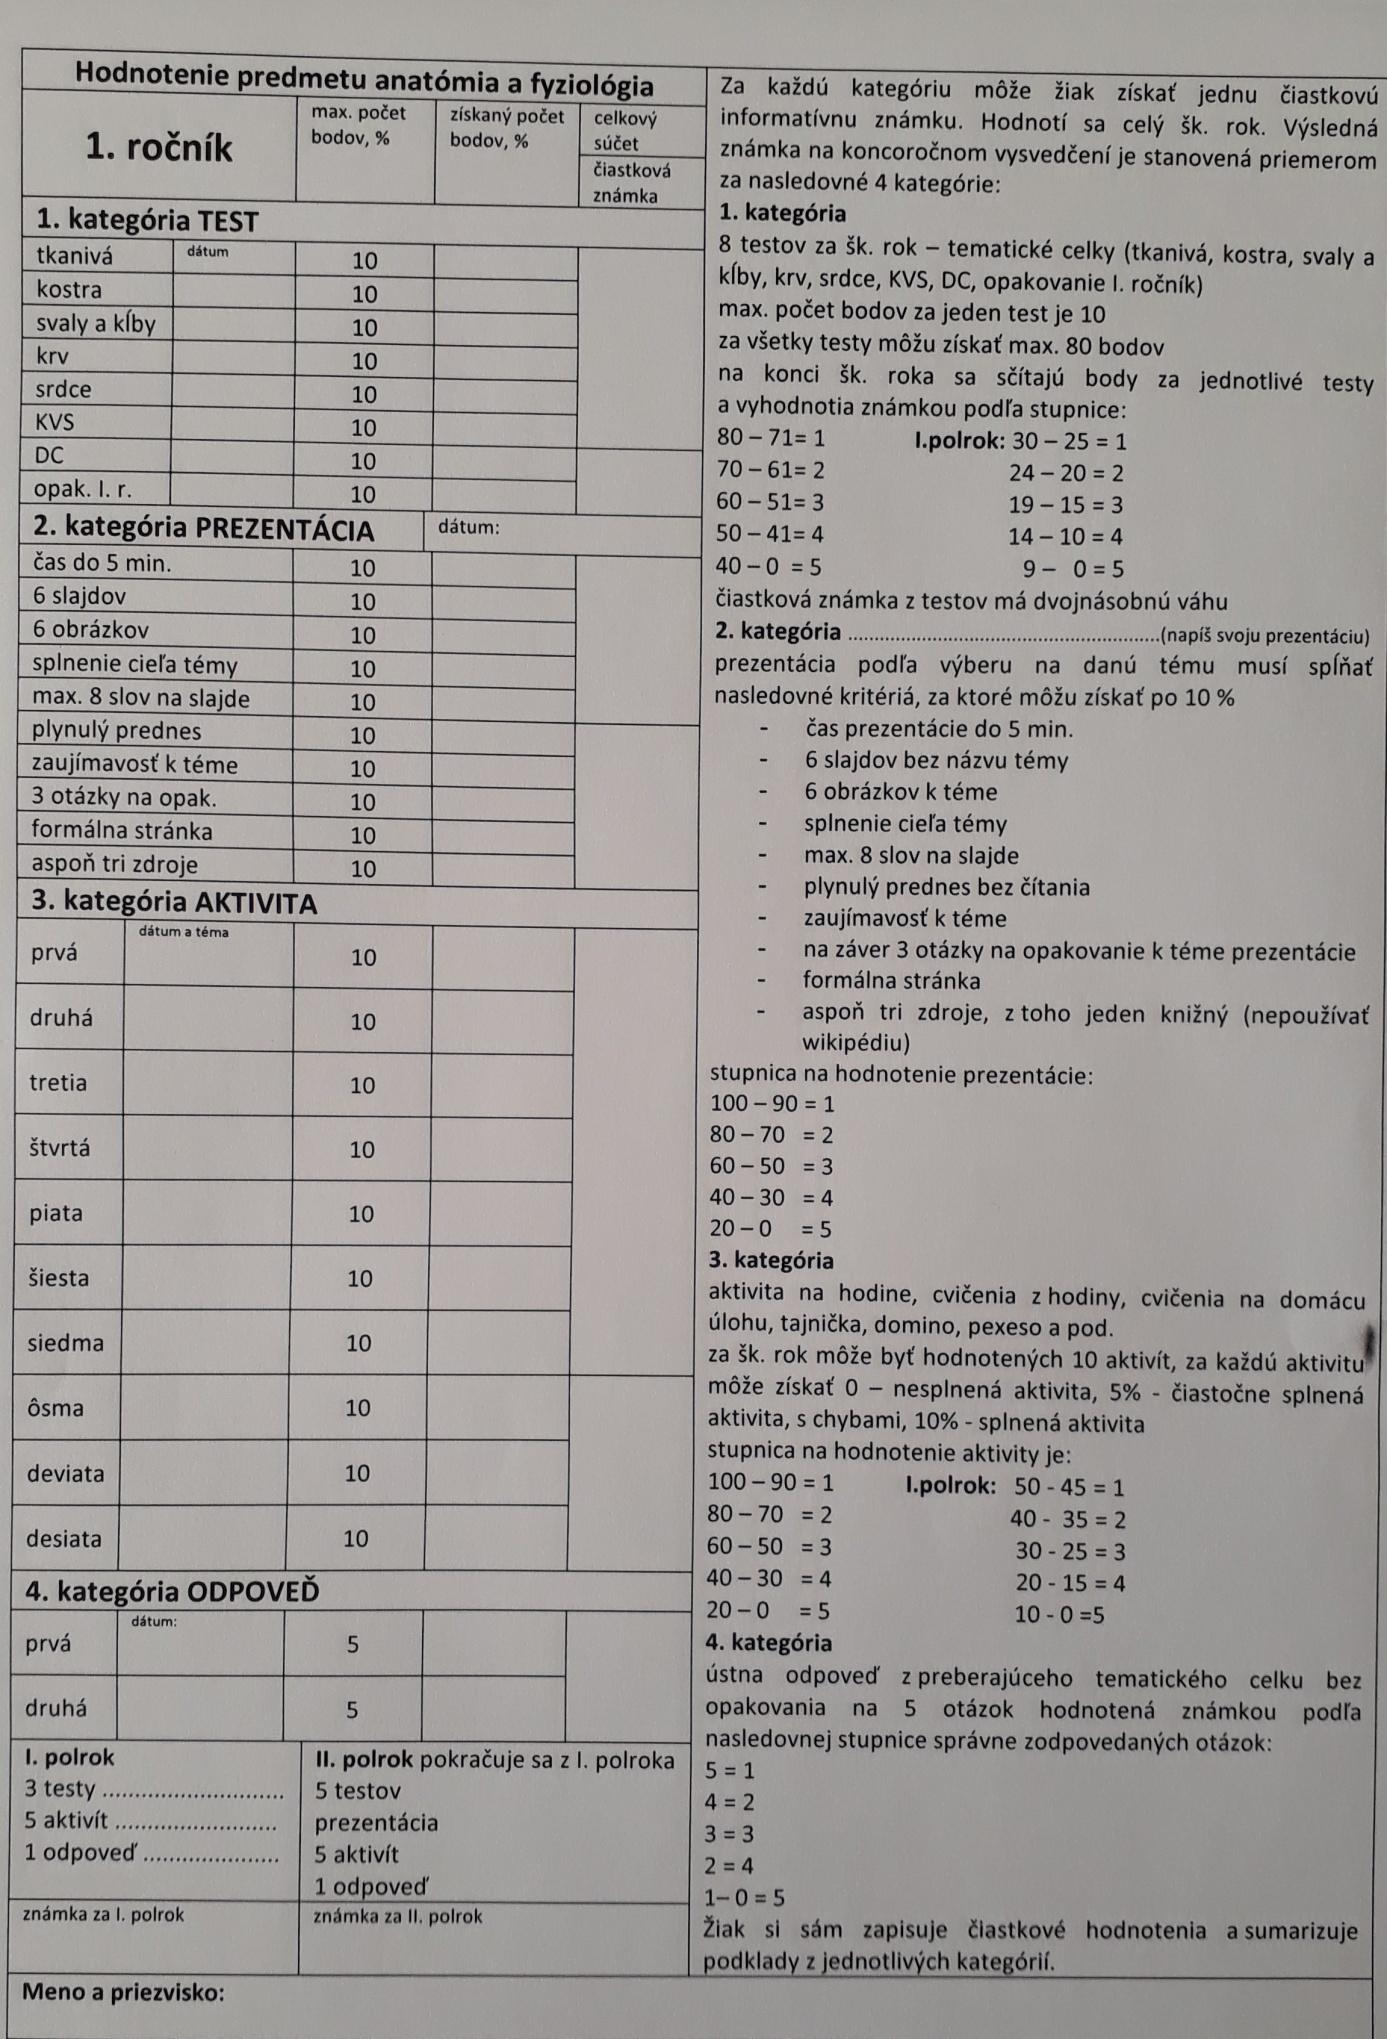 Hodnotenie predmetu anatómia a fyziológia
1. ročník
max. počet
bodov, %
získaný počet
bodov, %
celkový
súčet
čiastková
známka
1. kategória TEST
tkanivá dátum 10
kostra 10
svaly a kĺby 10
krv 10
srdce 10
KVS 10
DC 10
opak. I. r. 10
2. kategória PREZENTÁCIA dátum:
čas do 5 min. 10
6 slajdov 10
6 obrázkov 10
splnenie cieľa témy 10
max. 8 slov na slajde 10
plynulý prednes 10
zaujímavosť k téme 10
3 otázky na opak. 10
formálna stránka 10
aspoň tri zdroje 10
3. kategória AKTIVITA
dátum a téma
prvá 10
druhá 10
tretia 10
štvrtá 10
piata 10
šiesta 10
siedma 10
ôsma 10
deviata 10
desiata 10
4. kategória ODPOVEĎ
dátum:
prvá 5
druhá 5
I. polrok
3 testy ............................
5 aktivít .........................
1 odpoveď .....................
II. polrok pokračuje sa z I. polroka
5 testov
prezentácia
5 aktivít
1 odpoveď
známka za I. polrok
známka za II. polrok
Meno a priezvisko:
Za každú kategóriu môže žiak získať jednu čiastkovú
informatívnu známku. Hodnotí sa celý šk. rok. Výsledná
známka na koncoročnom vysvedčení je stanovená priemerom
za nasledovné 4 kategórie:
1. kategória
8 testov za šk. rok – tematické celky (tkanivá, kostra, svaly a
kĺby, krv, srdce, KVS, DC, opakovanie I. ročník)
max. počet bodov za jeden test je 10
za všetky testy môžu získať max. 80 bodov
na konci šk. roka sa sčítajú body za jednotlivé testy
a vyhodnotia známkou podľa stupnice:
80 – 71= 1 I.polrok: 30 – 25 = 1
70 – 61= 2 24 – 20 = 2
60 – 51= 3 19 – 15 = 3
50 – 41= 4 14 – 10 = 4
40 – 0 = 5 9 – 0 = 5
čiastková známka z testov má dvojnásobnú váhu
2. kategória ..........................................................(napíš svoju prezentáciu)
prezentácia podľa výberu na danú tému musí spĺňať
nasledovné kritériá, za ktoré môžu získať po 10 %
- čas prezentácie do 5 min.
- 6 slajdov bez názvu témy
- 6 obrázkov k téme
- splnenie cieľa témy
- max. 8 slov na slajde
- plynulý prednes bez čítania
- zaujímavosť k téme
- na záver 3 otázky na opakovanie k téme prezentácie
- formálna stránka
- aspoň tri zdroje, z toho jeden knižný (nepoužívať
wikipédiu)
stupnica na hodnotenie prezentácie:
100 – 90 = 1
80 – 70 = 2
60 – 50 = 3
40 – 30 = 4
20 – 0 = 5
3. kategória
aktivita na hodine, cvičenia z hodiny, cvičenia na domácu
úlohu, tajnička, domino, pexeso a pod.
za šk. rok môže byť hodnotených 10 aktivít, za každú aktivitu
môže získať 0 – nesplnená aktivita, 5% - čiastočne splnená
aktivita, s chybami, 10% - splnená aktivita
stupnica na hodnotenie aktivity je:
100 – 90 = 1 I.polrok: 50 - 45 = 1
80 – 70 = 2 40 - 35 = 2
60 – 50 = 3 30 - 25 = 3
40 – 30 = 4 20 - 15 = 4
20 – 0 = 5 10 - 0 =5
4. kategória
ústna odpoveď z preberajúceho tematického celku bez
opakovania na 5 otázok hodnotená známkou podľa
nasledovnej stupnice správne zodpovedaných otázok:
5 = 1
4 = 2
3 = 3
2 = 4
1– 0 = 5
Žiak si sám zapisuje čiastkové hodnotenia a sumarizuje
podklady z jednotlivých kategórií.